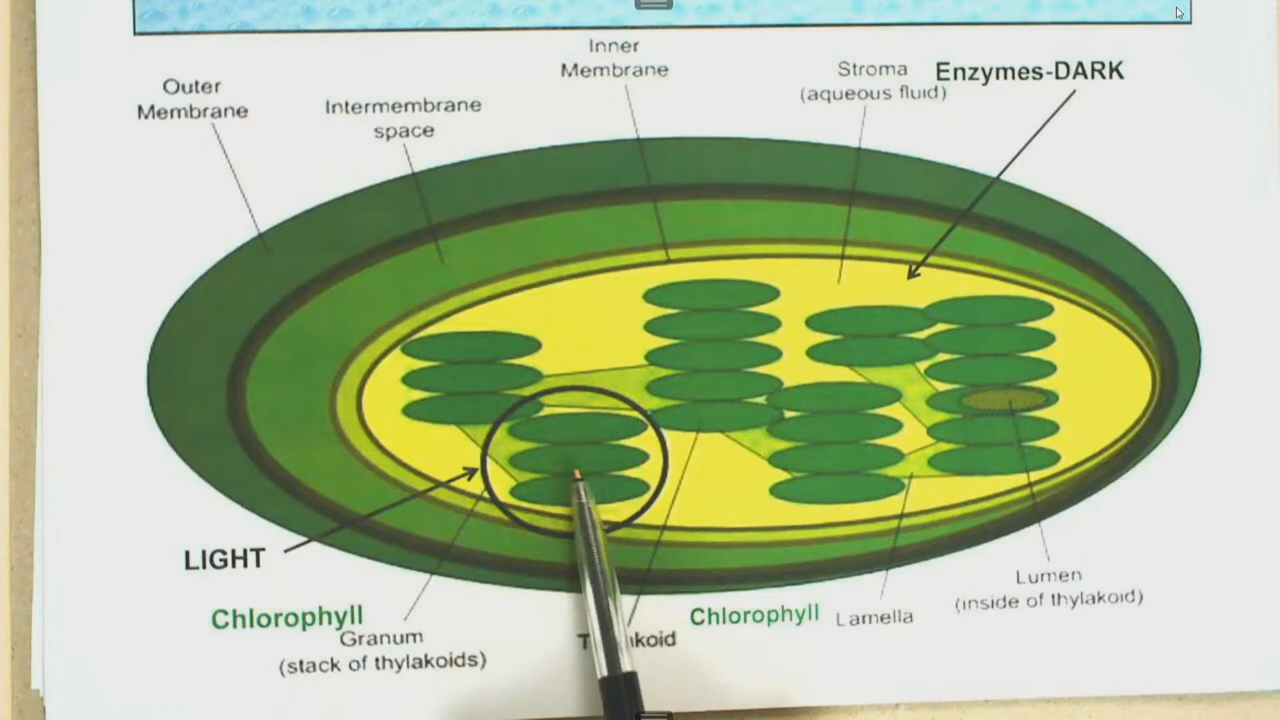 Inner
Membrane
Outer
Membrane
Intermembrane
space
Stroma
(aqueous fluid)
Enzymes-DARK
LIGHT
Chlorophyll
Granum
(stack of thylakoids)
Chlorophyll
Lamella
Lumen
(inside of thylakoid)